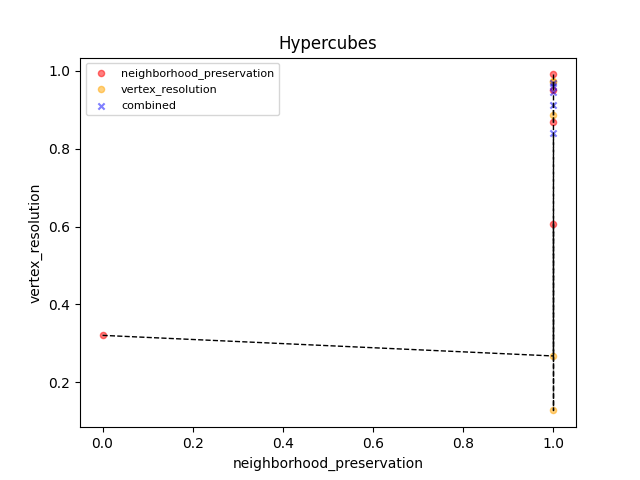 Hypercubes
neighborhood_preservation
vertex_resolution
combined
1.0
0.8
0.6
0.4
0.2
vertex_resolution
0.0 0.2 0.4 0.6 0.8 1.0
neighborhood_preservation